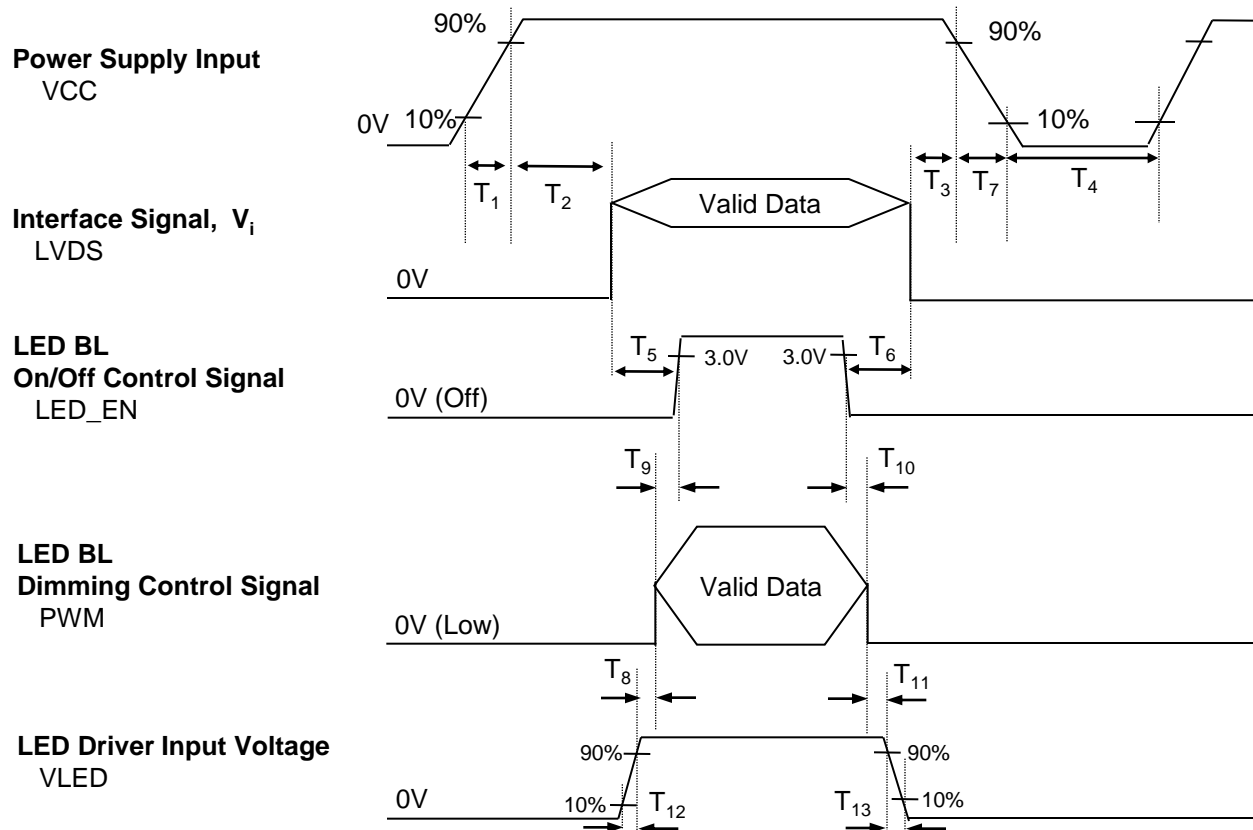 90%
90%
Power Supply Input
VCC
0V 10%
10%
T1 T2 T3 T7 T4
Valid Data
Interface Signal, Vi
LVDS
0V
LED BL
On/Off Control Signal
LED_EN
T5 3.0V 3.0V T6
0V (Off)
T9 T10
LED BL
Dimming Control Signal
PWM
Valid Data
0V (Low)
T8 T11
LED Driver Input Voltage
VLED
90% 90%
0V
10% T12 T13 10%